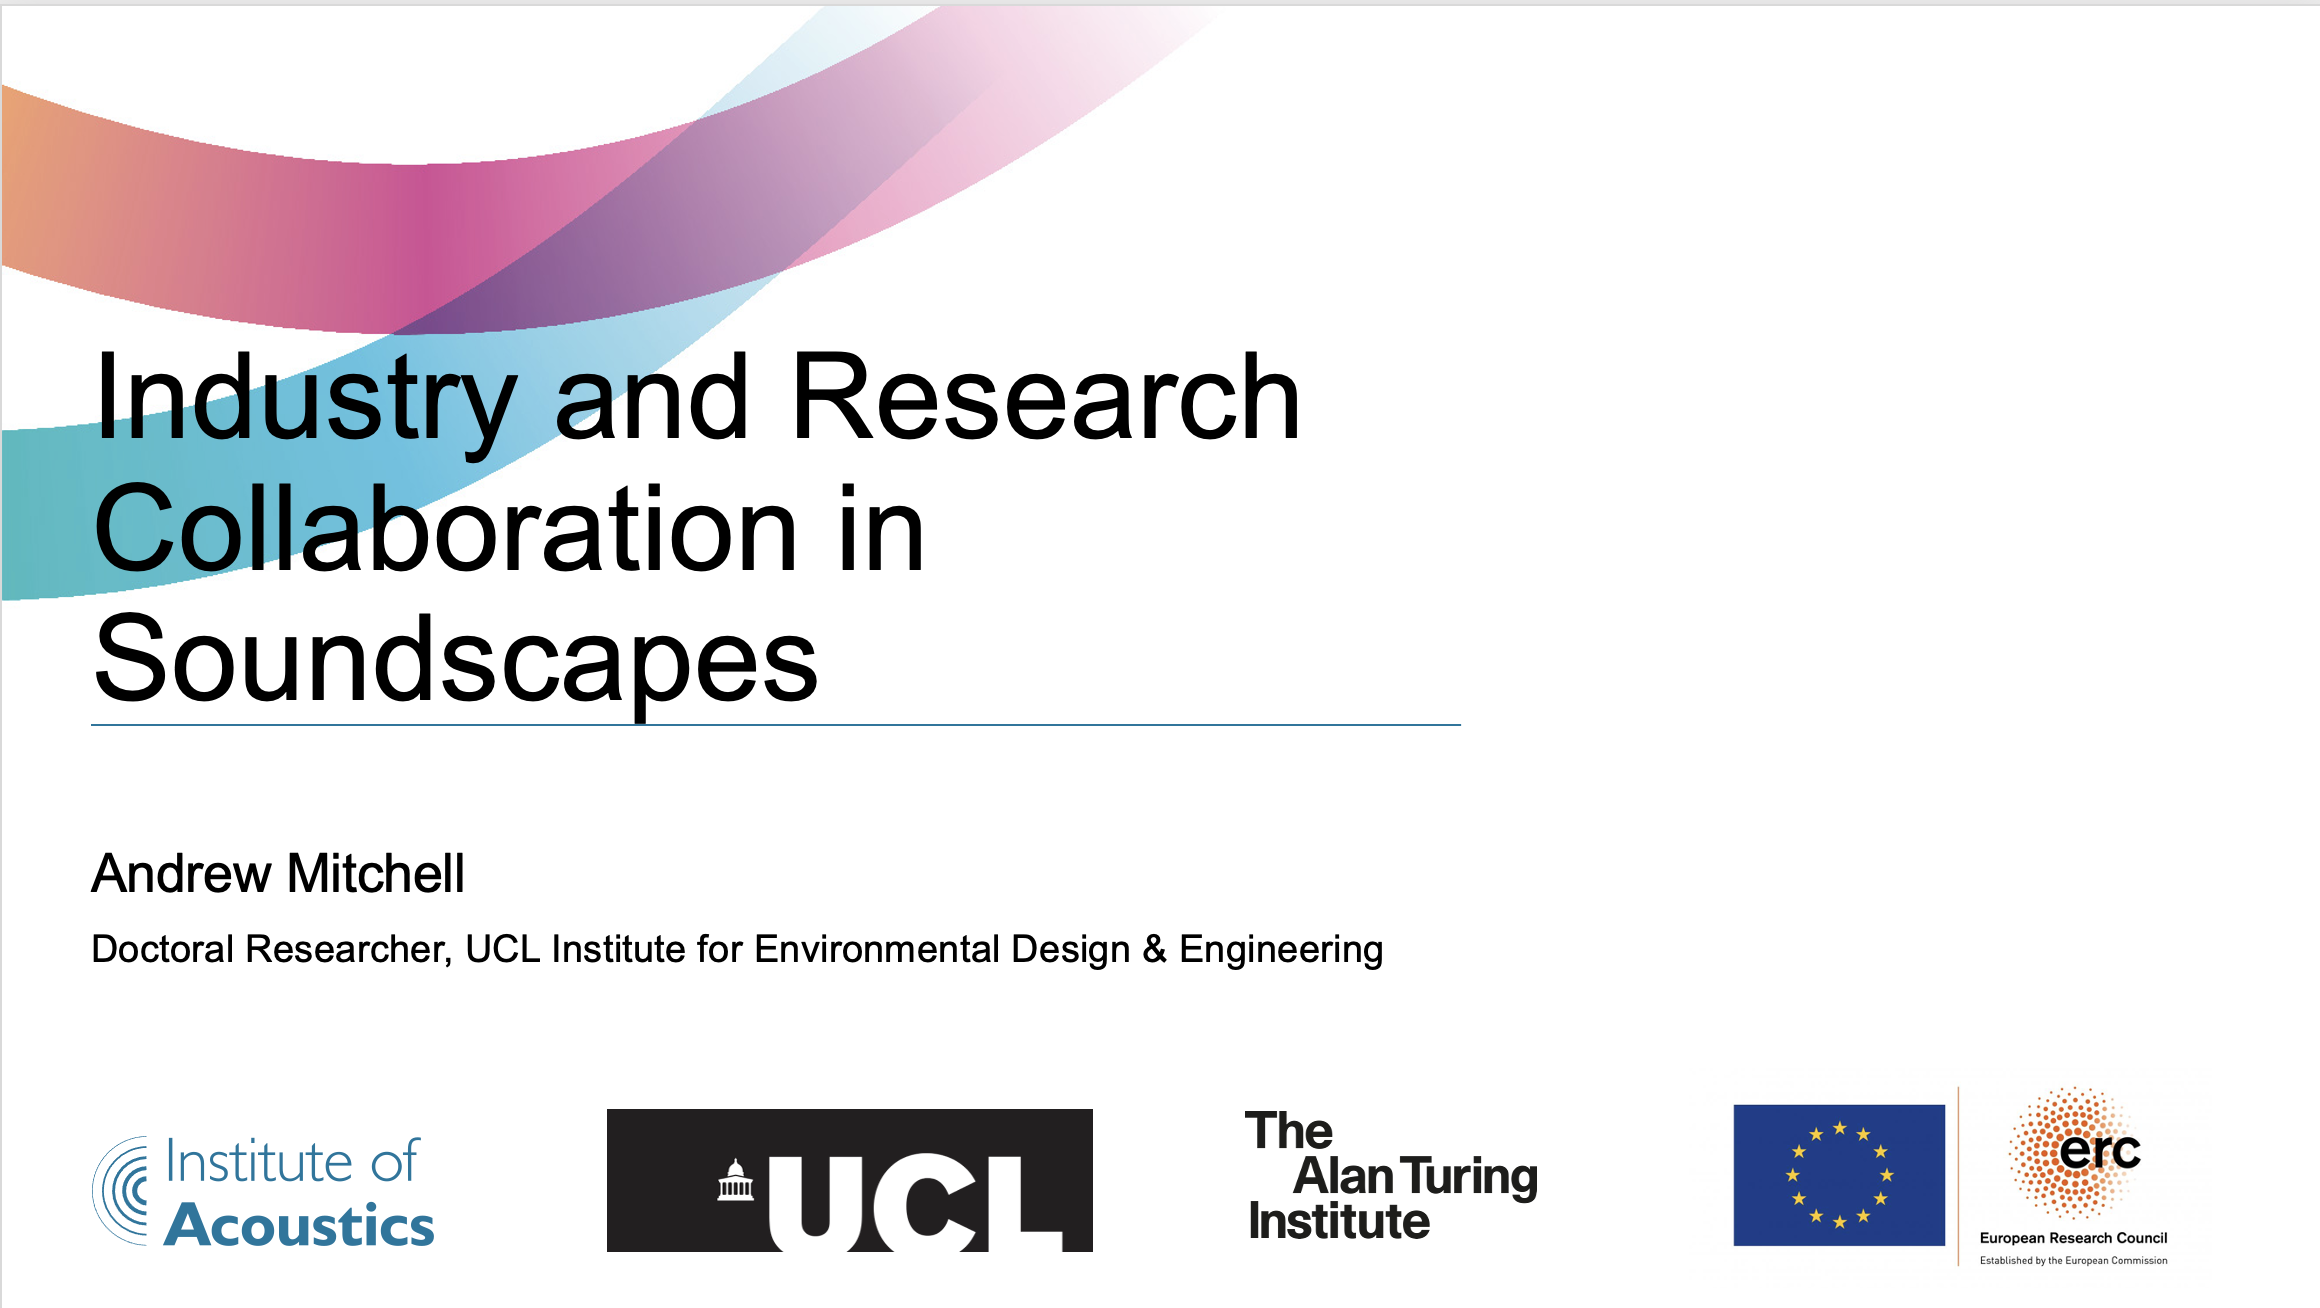 Industry and Research
Collaboration in
Soundscapes
Andrew Mitchell
Doctoral Researcher, UCL Institute for Environmental Design & Engineering
Institute of
Acoustics
UCL
The
Alan Turing
Institute
erc
European Research Council
Established by the European Commission